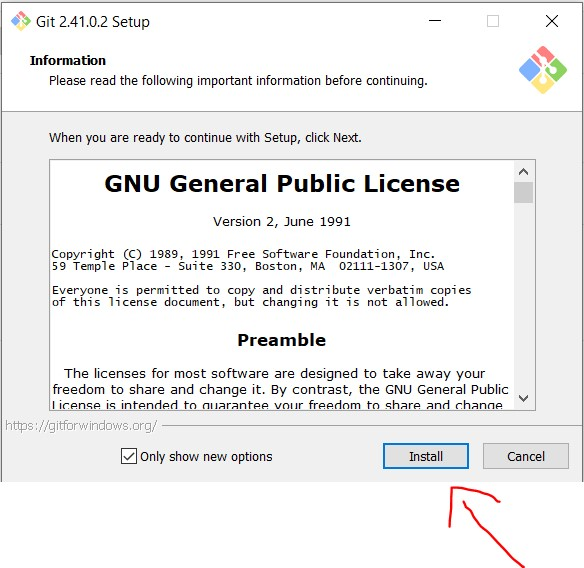 Git 2.41.0.2 Setup
Information
Please read the following important information before continuing.
When you are ready to continue with Setup, click Next.
GNU General Public License
Version 2, June 1991
Copyright (C) 1989, 1991 Free Software Foundation, Inc.
59 Temple Place - Suite 330, Boston, MA  02111-1307, USA
Everyone is permitted to copy and distribute verbatim copies
of this license document, but changing it is not allowed.
Preamble
The licenses for most software are designed to take away your
freedom to share and change it. By contrast, the GNU General Public
License is intended to guarantee your freedom to share and change
https://gitforwindows.org/
Only show new options
Install
Cancel